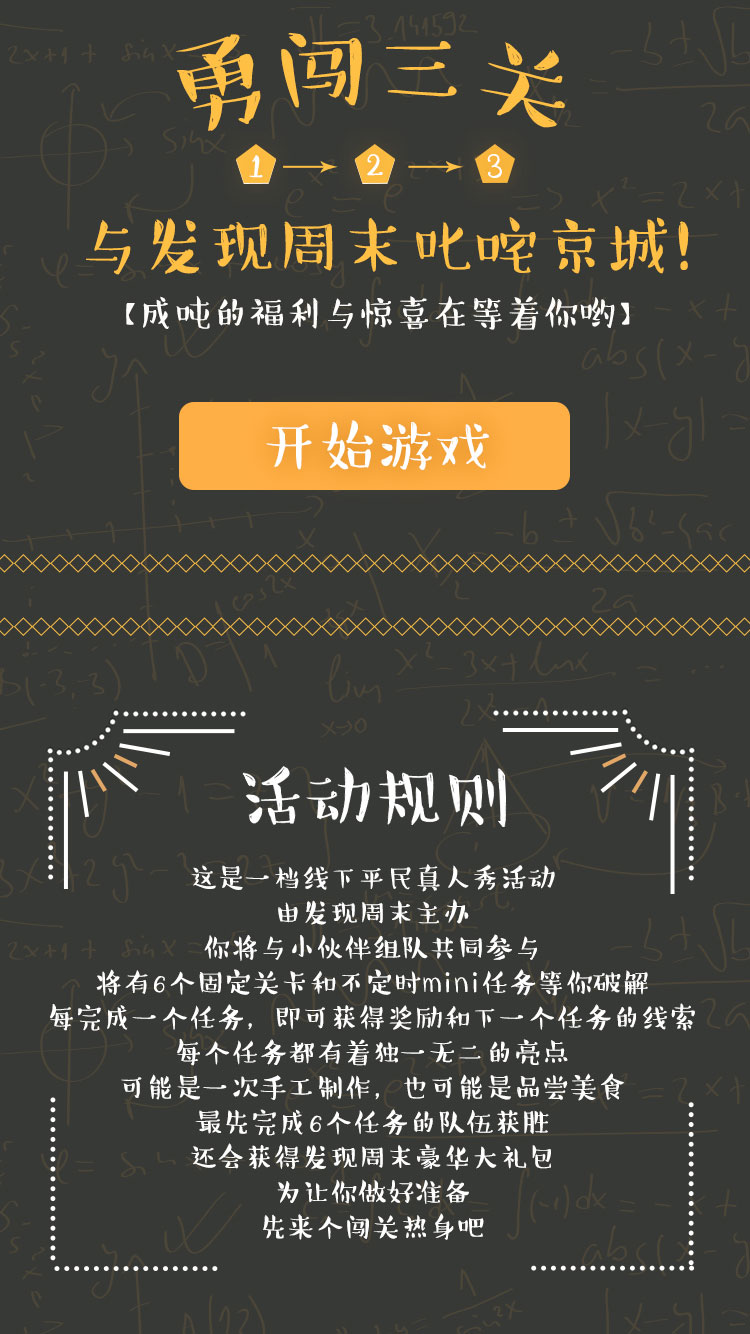 勇闯三关
1 2 3
与发现周末叱咤京城!
【成吨的福利与惊喜在等着你哟】
开始游戏
活动规则
这是一档线下平民真人秀活动
由发现周末主办
你将与小伙伴组队共同参与
将有6个固定关卡和不定时mini任务等你破解
每完成一个任务，即可获得奖励和下一个任务的线索
每个任务都有着独一无二的亮点
可能是一次手工制作，也可能是品尝美食
最先完成6个任务的队伍获胜
还会获得发现周末豪华大礼包
为让你做好准备
先来个闯关热身吧